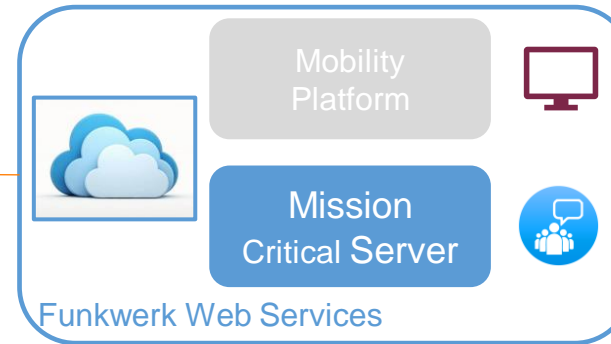 Mobility
Platform
Mission
Critical Server
Funkwerk Web Services